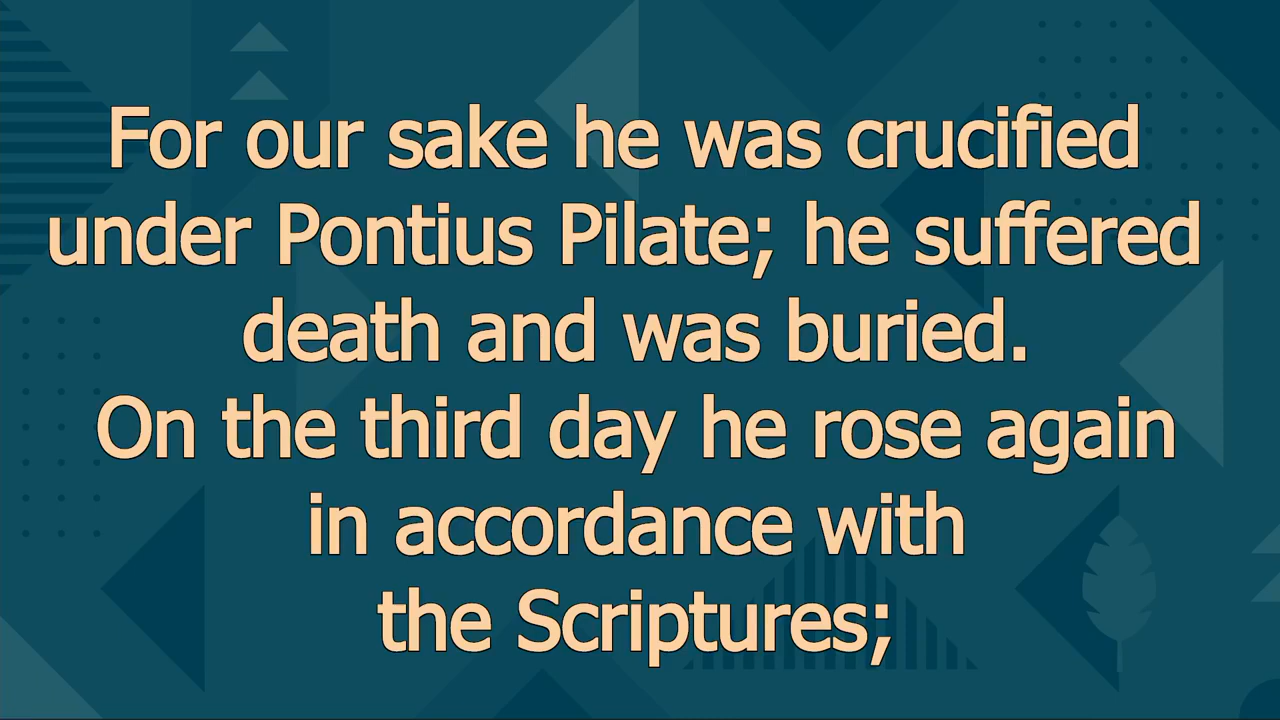 For our sake he was crucified
under Pontius Pilate; he suffered
death and was buried.
On the third day he rose again
in accordance with
the Scriptures;